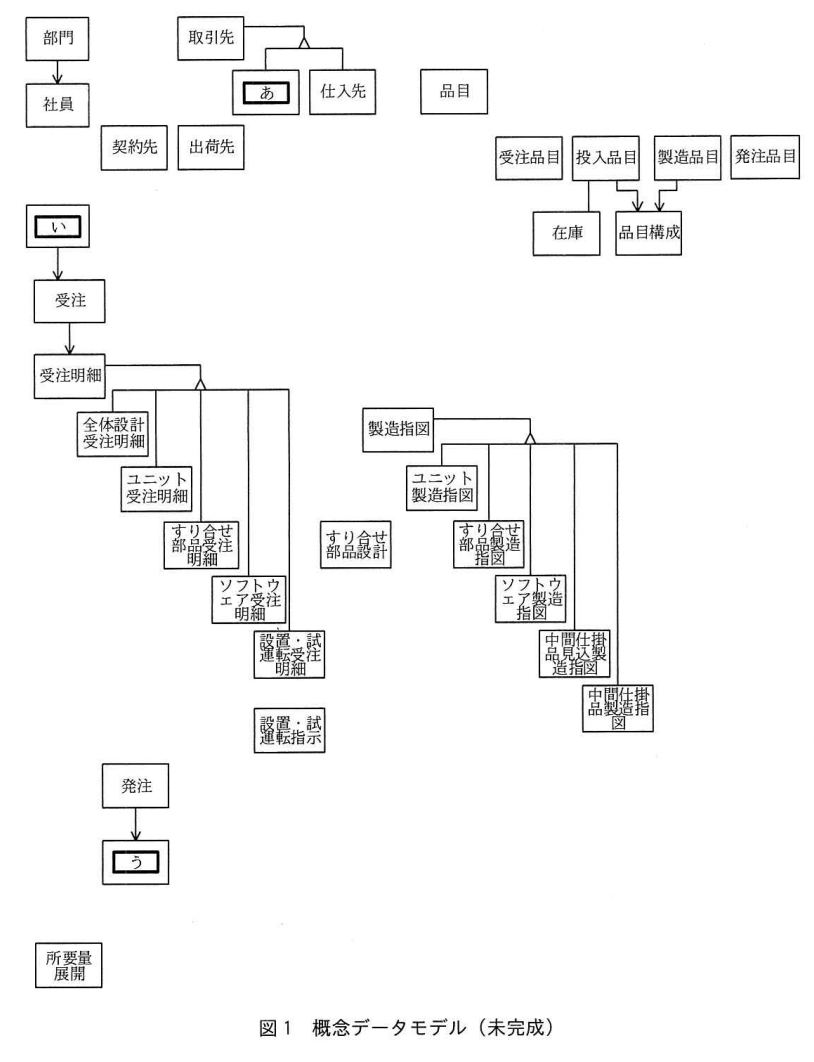 部門
取引先
社員
あ
仕入先
品目
契約先
出荷先
受注品目
投入品目
製造品目
発注品目
い
在庫
品目構成
受注
受注明細
全体設計
受注明細
製造指図
ユニット
受注明細
ユニット
製造指図
すり合せ
部品受注
明細
すり合せ
部品設計
すり合せ
部品製造
指図
ソフトウ
ェア受注
明細
ソフトウ
ェア製造
指図
設置・試
運転受注
明細
中間仕掛
品見込製
造指図
中間仕掛
品製造指
図
設置・試
運転指示
発注
う
所要量
展開
図1 概念データモデル（未完成）